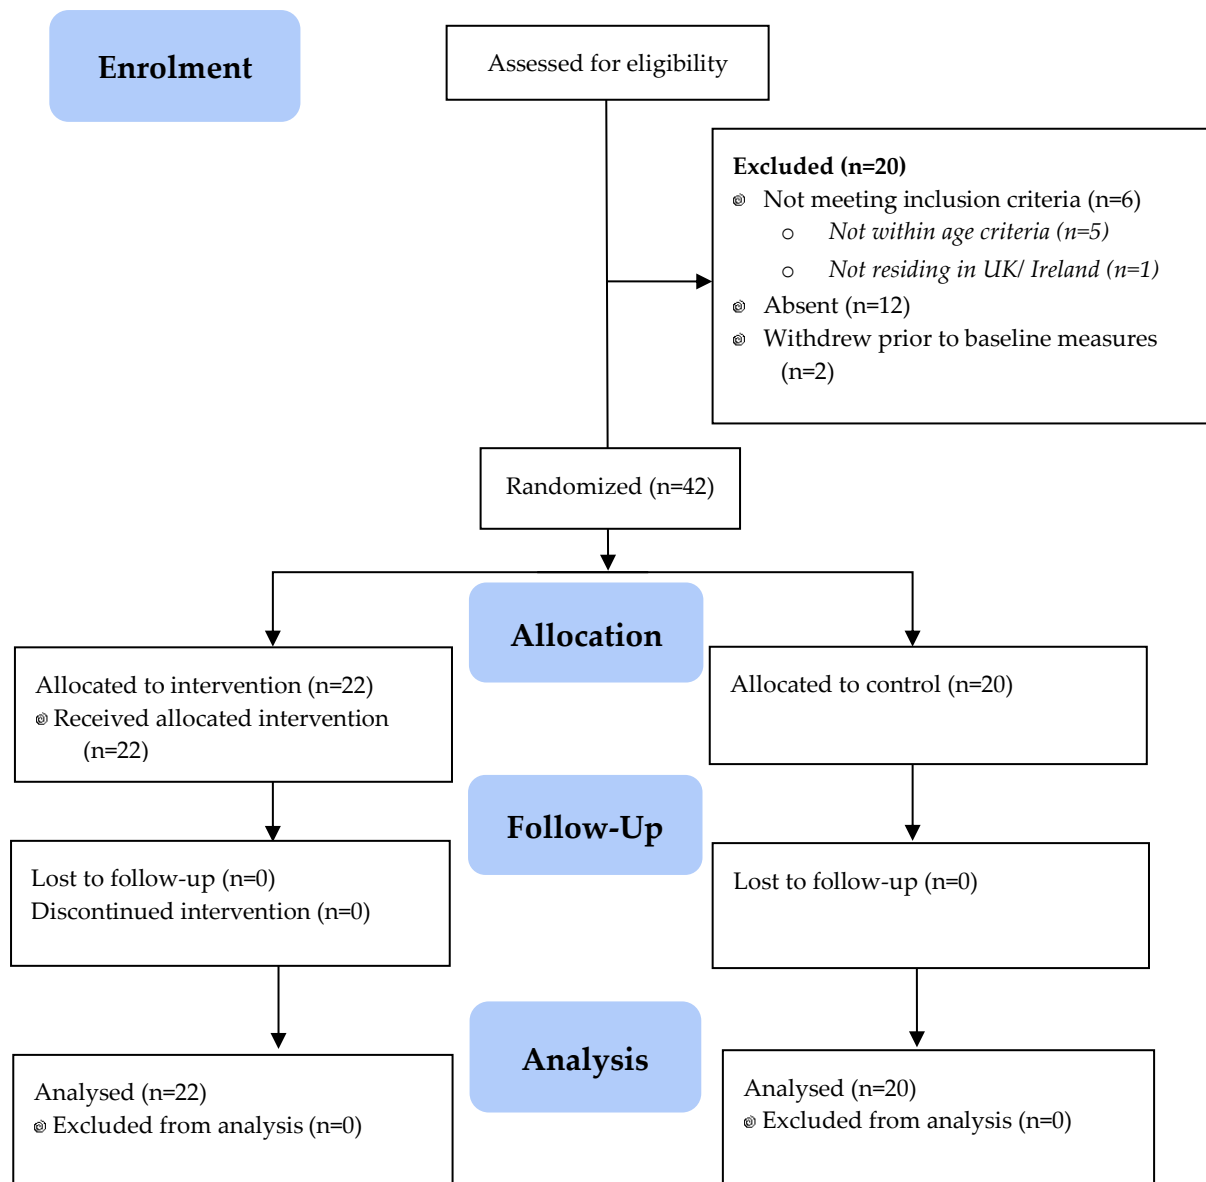 Enrolment
Assessed for eligibility
Excluded (n=20)
Not meeting inclusion criteria (n=6)
o Not within age criteria (n=5)
o Not residing in UK/ Ireland (n=1)
Absent (n=12)
Withdrew prior to baseline measures
(n=2)
Randomized (n=42)
Allocation
Allocated to intervention (n=22)
Received allocated intervention
(n=22)
Allocated to control (n=20)
Follow-Up
Lost to follow-up (n=0)
Discontinued intervention (n=0)
Lost to follow-up (n=0)
Analysis
Analysed (n=22)
Excluded from analysis (n=0)
Analysed (n=20)
Excluded from analysis (n=0)